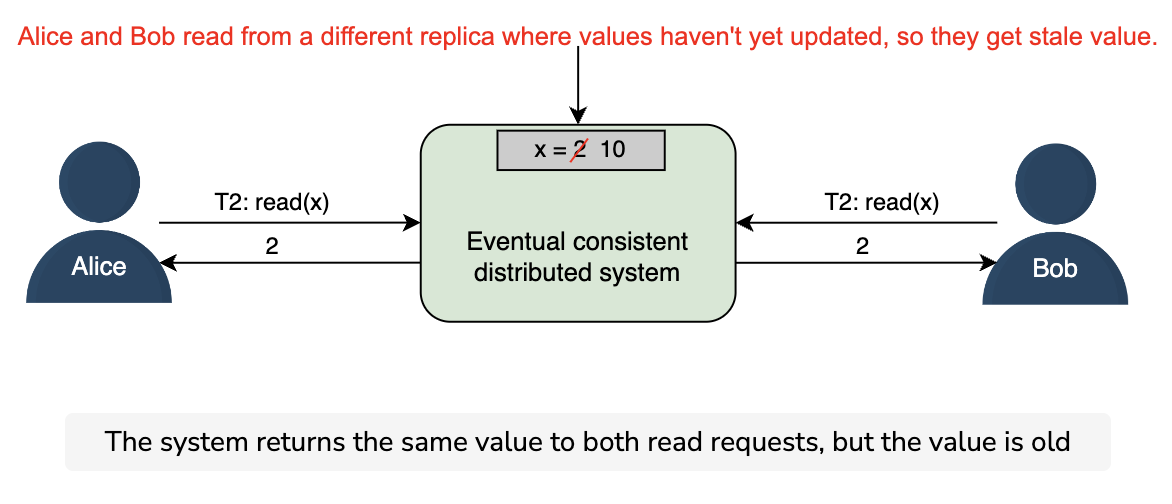 Alice and Bob read from a different replica where values haven't yet updated, so they get stale value.
x = 2 10
T2: read(x)
2
Alice
Eventual consistent
distributed system
T2: read(x)
2
Bob
The system returns the same value to both read requests, but the value is old